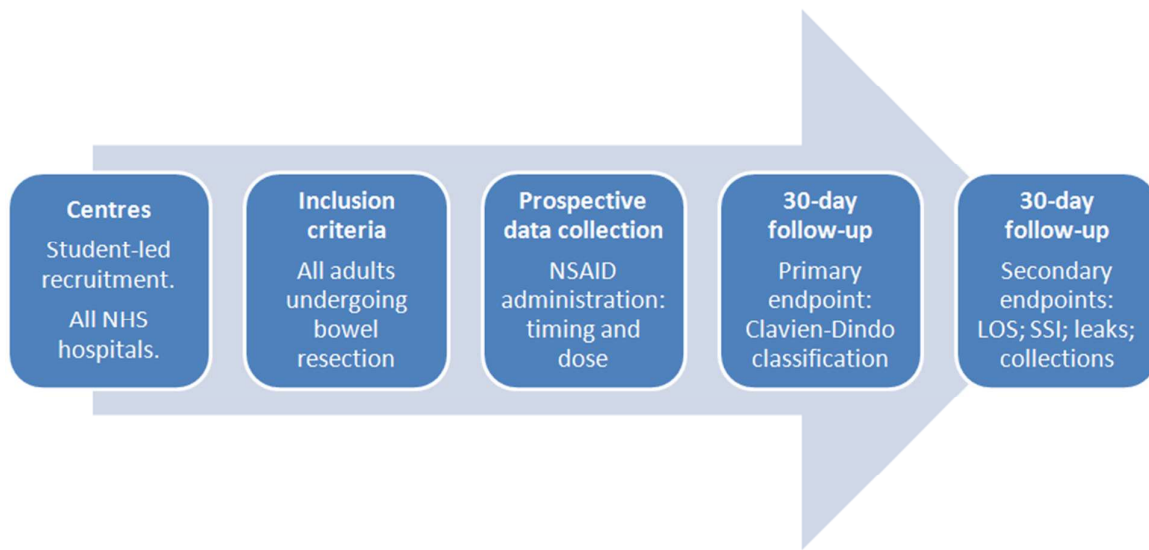 Centres
Student-led
recruitment.
All NHS
hospitals.
Inclusion
criteria
All adults
undergoing
bowel
resection
Prospective
data collection
NSAID
administration:
timing and
dose
30-day
follow-up
Primary
endpoint:
Clavien-Dindo
classification
30-day
follow-up
Secondary
endpoints:
LOS; SSI; leaks;
collections